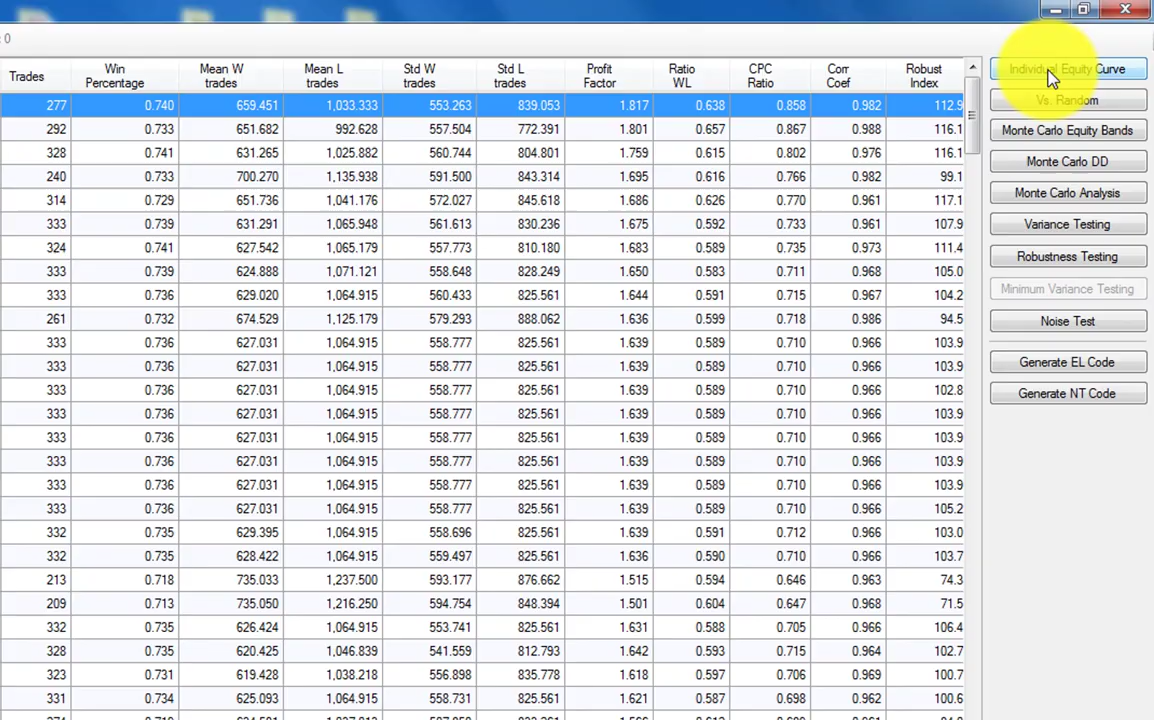 : 0
Trades Win Percentage Mean W trades Mean L trades Std W trades Std L trades Profit Factor Ratio WL CPC Ratio Corr Coef Robust Index
277 0.740 659.451 1,033.333 553.263 839.053 1.817 0.638 0.858 0.982 112.9
292 0.733 651.682 992.628 557.504 772.391 1.801 0.657 0.867 0.988 116.1
328 0.741 631.265 1,025.882 560.744 804.801 1.759 0.615 0.802 0.976 116.1
240 0.733 700.270 1,135.938 591.500 843.314 1.695 0.616 0.766 0.982 99.1
314 0.729 651.736 1,041.176 572.027 845.618 1.686 0.626 0.770 0.961 117.1
333 0.739 631.291 1,065.948 561.613 830.236 1.675 0.592 0.733 0.961 107.9
324 0.741 627.542 1,065.179 557.773 810.180 1.683 0.589 0.735 0.973 111.4
333 0.739 624.888 1,071.121 558.648 828.249 1.650 0.583 0.711 0.968 105.0
333 0.736 629.020 1,064.915 560.433 825.561 1.644 0.591 0.715 0.967 104.2
261 0.732 674.529 1,125.179 579.293 888.062 1.636 0.599 0.718 0.986 94.5
333 0.736 627.031 1,064.915 558.777 825.561 1.639 0.589 0.710 0.966 103.9
333 0.736 627.031 1,064.915 558.777 825.561 1.639 0.589 0.710 0.966 103.9
333 0.736 627.031 1,064.915 558.777 825.561 1.639 0.589 0.710 0.966 102.8
333 0.736 627.031 1,064.915 558.777 825.561 1.639 0.589 0.710 0.966 103.9
333 0.736 627.031 1,064.915 558.777 825.561 1.639 0.589 0.710 0.966 103.9
333 0.736 627.031 1,064.915 558.777 825.561 1.639 0.589 0.710 0.966 103.9
333 0.736 627.031 1,064.915 558.777 825.561 1.639 0.589 0.710 0.966 103.9
333 0.736 627.031 1,064.915 558.777 825.561 1.639 0.589 0.710 0.966 105.2
332 0.736 629.395 1,064.915 558.696 825.561 1.639 0.591 0.712 0.966 103.0
332 0.736 628.422 1,064.915 559.497 825.561 1.636 0.590 0.710 0.966 103.7
213 0.718 735.033 1,237.500 593.177 876.662 1.515 0.594 0.646 0.963 74.3
209 0.713 735.050 1,216.250 594.754 848.394 1.501 0.604 0.647 0.968 71.5
332 0.735 626.424 1,064.915 553.741 825.561 1.631 0.588 0.705 0.966 106.4
328 0.735 620.425 1,046.839 541.559 812.793 1.642 0.593 0.715 0.964 102.7
323 0.731 619.428 1,038.218 556.898 835.778 1.618 0.597 0.706 0.969 100.7
331 0.734 625.093 1,064.915 558.731 825.561 1.621 0.587 0.698 0.962 100.6
Individual Equity Curve
Vs. Random
Monte Carlo Equity Bands
Monte Carlo DD
Monte Carlo Analysis
Variance Testing
Robustness Testing
Minimum Variance Testing
Noise Test
Generate EL Code
Generate NT Code